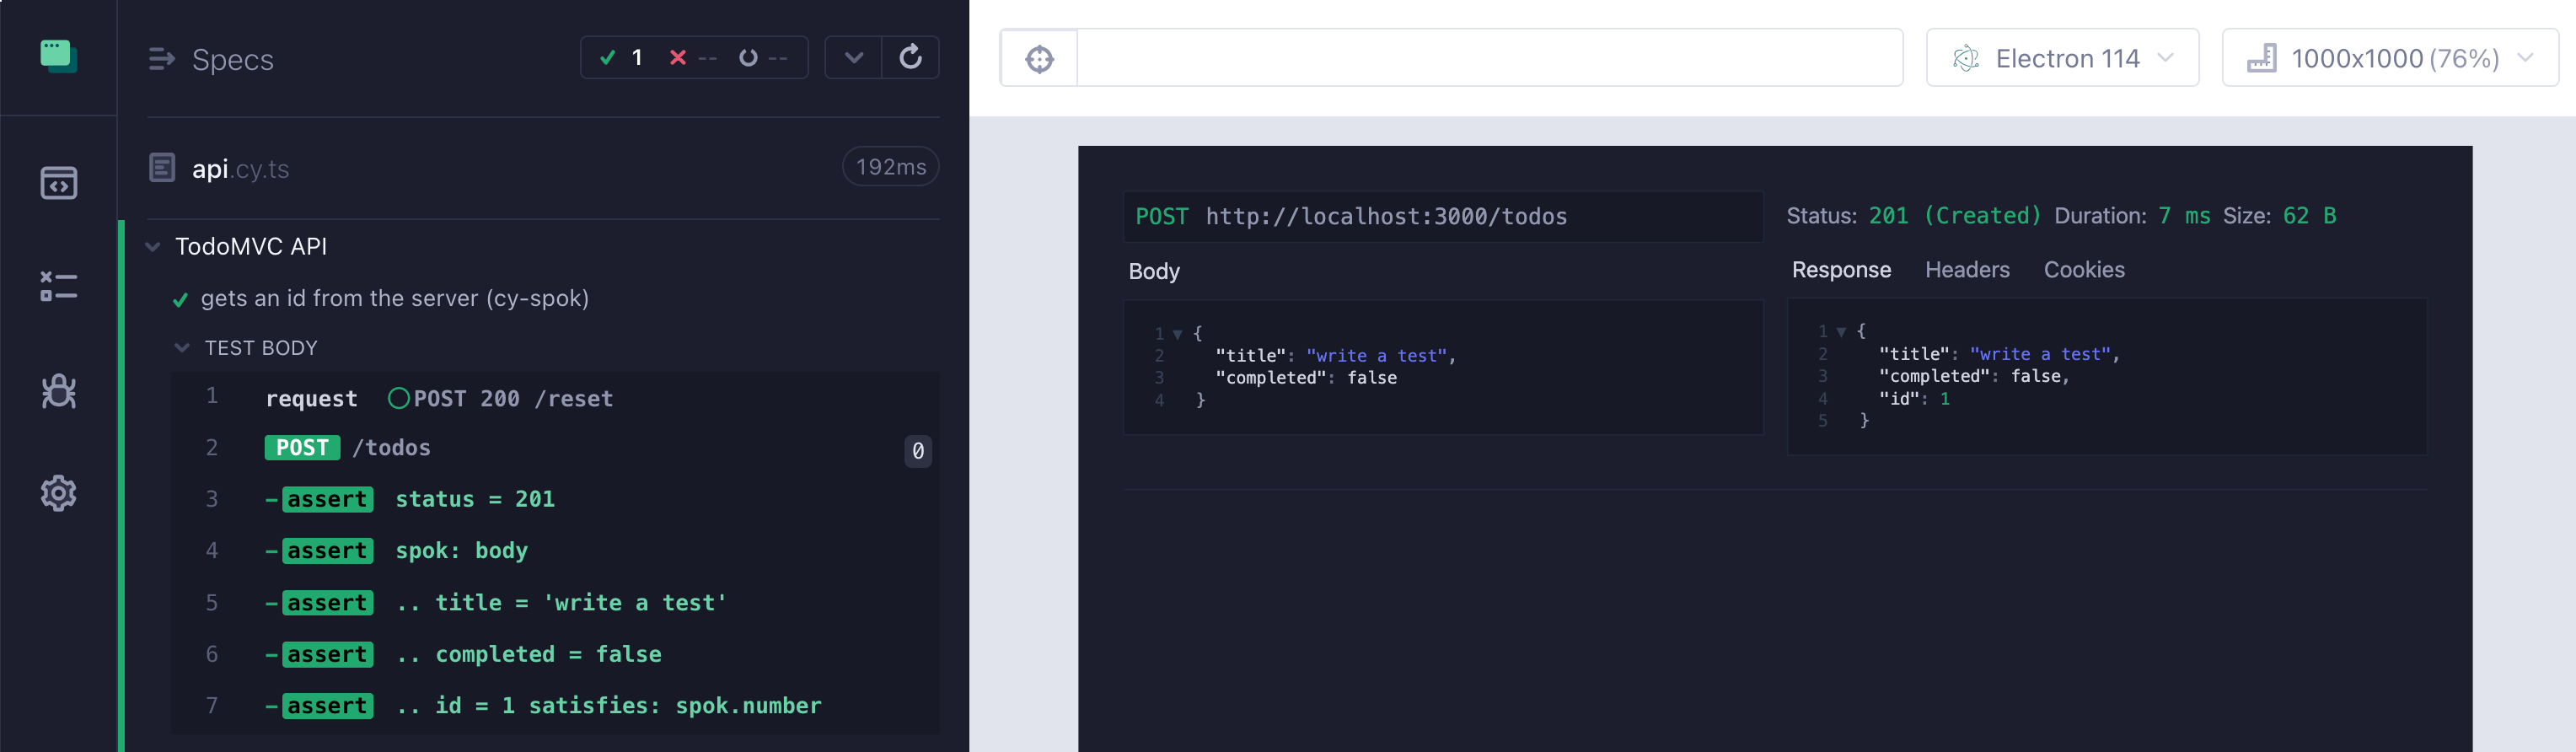 Specs
1 -- --
api.cy.ts
192ms
TodoMVC API
gets an id from the server (cy-spok)
TEST BODY
1 request POST 200 /reset
2 POST /todos 0
3 -assert status = 201
4 -assert spok: body
5 -assert .. title = 'write a test'
6 -assert .. completed = false
7 -assert .. id = 1 satisfies: spok.number
Electron 114
1000x1000 (76%)
POST http://localhost:3000/todos
Body
1 {
2 "title": "write a test",
3 "completed": false
4 }
Status: 201 (Created) Duration: 7 ms Size: 62 B
Response Headers Cookies
1 {
2 "title": "write a test",
3 "completed": false,
4 "id": 1
5 }